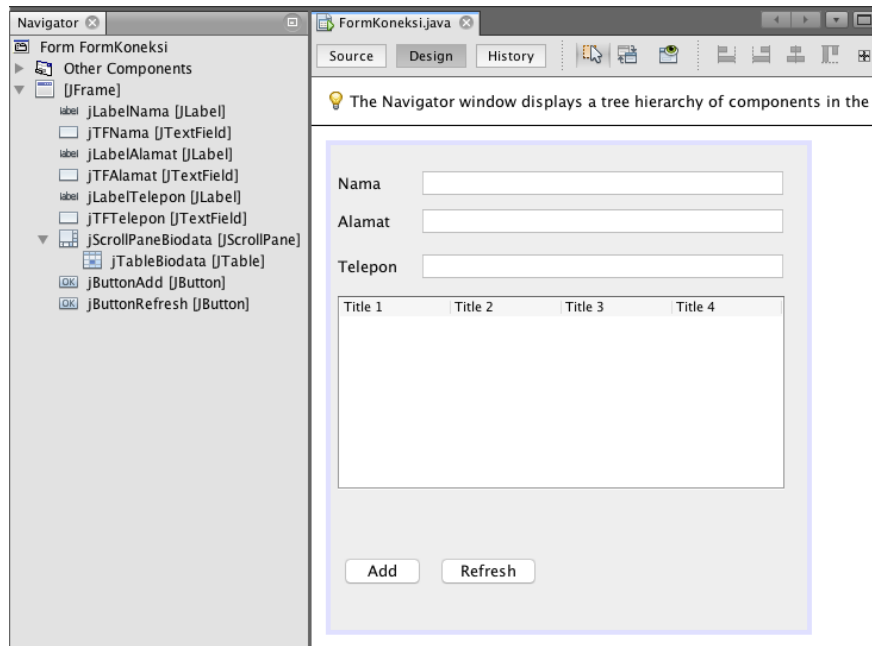 Navigator
Form FormKoneksi
Other Components
[JFrame]
label jLabelNama [JLabel]
jTFNama [JTextField]
label jLabelAlamat [JLabel]
jTFAlamat [JTextField]
label jLabelTelepon [JLabel]
jTFTelepon [JTextField]
jScrollPaneBiodata [JScrollPane]
jTableBiodata [JTable]
OK jButtonAdd [JButton]
OK jButtonRefresh [JButton]
FormKoneksi.java
Source Design History
The Navigator window displays a tree hierarchy of components in the
Nama
Alamat
Telepon
Title 1 Title 2 Title 3 Title 4
Add Refresh